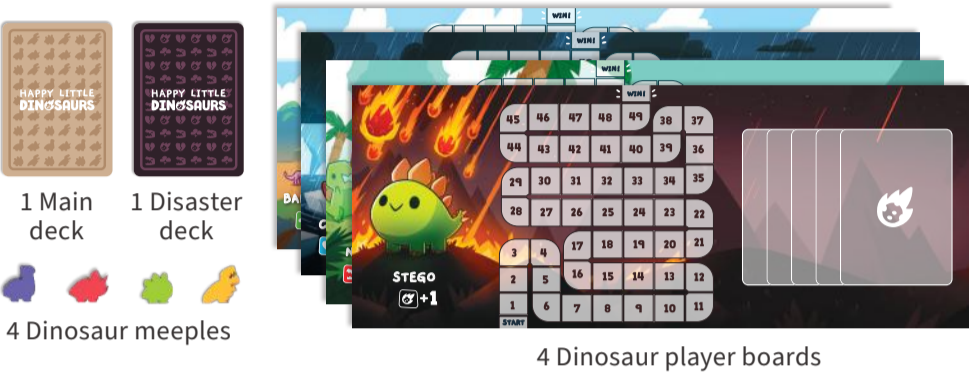 HAPPY LITTLE
DINOSAURS
HAPPY LITTLE
DINOSAURS
1 Main
deck
1 Disaster
deck
4 Dinosaur meeples
WIN!
WIN!
WIN!
WIN!
45 46 47 48 49 38 37
44 43 42 41 40 39 36
29 30 31 32 33 34 35
28 27 26 25 24 23 22
3 4 17 18 19 20 21
2 5 16 15 14 13 12
1 6 7 8 9 10 11
START
STEGO
+1
BA
4 Dinosaur player boards